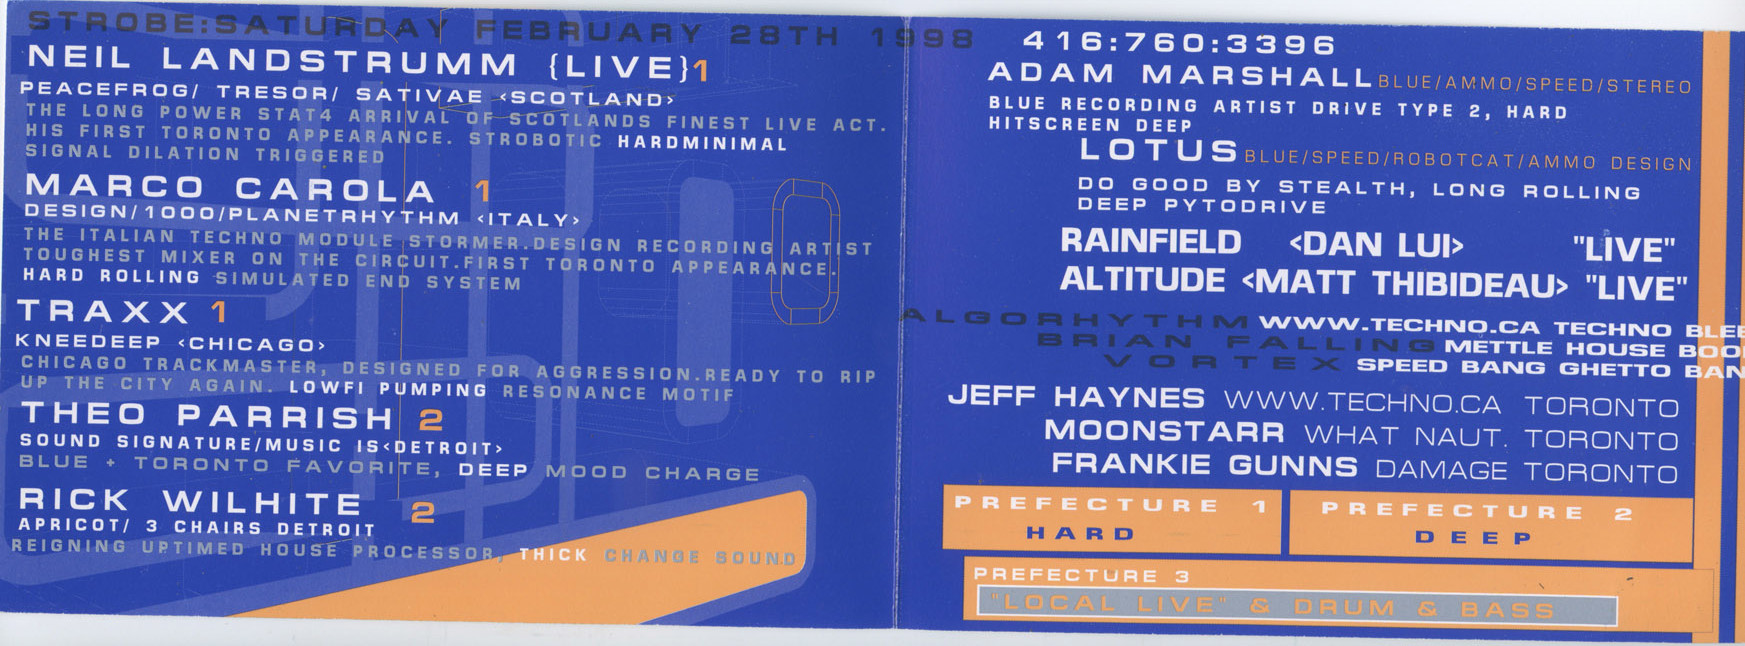 STROBE:SATURDAY FEBRUARY 28TH 1998
NEIL LANDSTRUMM {LIVE}1
PEACEFROG/ TRESOR/ SATIVAE <SCOTLAND>
THE LONG POWER STAT4 ARRIVAL OF SCOTLANDS FINEST LIVE ACT.
HIS FIRST TORONTO APPEARANCE. STROBOTIC HARDMINIMAL
SIGNAL DILATION TRIGGERED
MARCO CAROLA 1
DESIGN/1000/PLANETRHYTHM <ITALY>
THE ITALIAN TECHNO MODULE STORMER.DESIGN RECORDING ARTIST
TOUGHEST MIXER ON THE CIRCUIT.FIRST TORONTO APPEARANCE.
HARD ROLLING SIMULATED END SYSTEM
TRAXX 1
KNEEDEEP <CHICAGO>
CHICAGO TRACKMASTER, DESIGNED FOR AGGRESSION.READY TO RIP
UP THE CITY AGAIN. LOWFI PUMPING RESONANCE MOTIF
THEO PARRISH 2
SOUND SIGNATURE/MUSIC IS<DETROIT>
BLUE + TORONTO FAVORITE, DEEP MOOD CHARGE
RICK WILHITE 2
APRICOT/ 3 CHAIRS DETROIT
REIGNING UPTIMED HOUSE PROCESSOR, THICK CHANGE SOUND
416:760:3396
ADAM MARSHALL BLUE/AMMO/SPEED/STEREO
BLUE RECORDING ARTIST DRIVE TYPE 2, HARD
HITSCREEN DEEP
LOTUS BLUE/SPEED/ROBOTCAT/AMMO DESIGN
DO GOOD BY STEALTH, LONG ROLLING
DEEP PYTODRIVE
RAINFIELD <DAN LUI> "LIVE"
ALTITUDE <MATT THIBIDEAU> "LIVE"
ALGORHYTHM WWW.TECHNO.CA TECHNO BLEE
BRIAN FALLING METTLE HOUSE BOO
VORTEX SPEED BANG GHETTO BAN
JEFF HAYNES WWW.TECHNO.CA TORONTO
MOONSTARR WHAT NAUT. TORONTO
FRANKIE GUNNS DAMAGE TORONTO
PREFECTURE 1
HARD
PREFECTURE 2
DEEP
PREFECTURE 3
"LOCAL LIVE" & DRUM & BASS